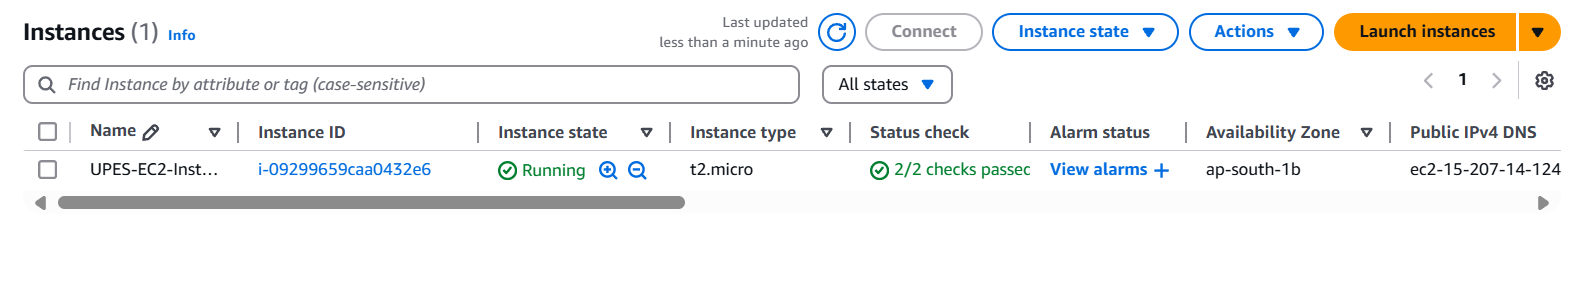 Instances (1) Info
Last updated
less than a minute ago
Connect
Instance state
Actions
Launch instances
Find Instance by attribute or tag (case-sensitive)
All states
1
Name Instance ID Instance state Instance type Status check Alarm status Availability Zone Public IPv4 DNS
UPES-EC2-Inst... i-09299659caa0432e6 Running t2.micro 2/2 checks passec View alarms + ap-south-1b ec2-15-207-14-124